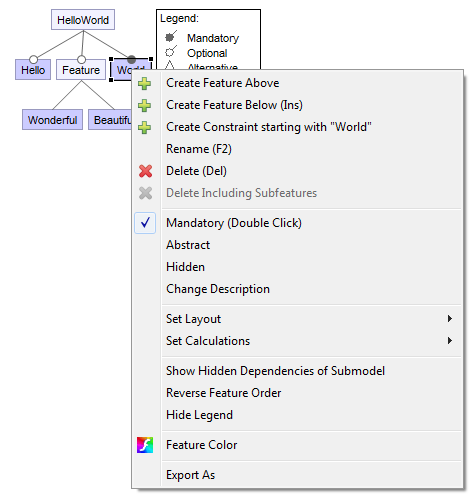 HelloWorld
Legend:
Mandatory
Optional
Alternative
Hello
Feature
World
Wonderful
Beautiful
Create Feature Above
Create Feature Below (Ins)
Create Constraint starting with "World"
Rename (F2)
Delete (Del)
Delete Including Subfeatures
Mandatory (Double Click)
Abstract
Hidden
Change Description
Set Layout
Set Calculations
Show Hidden Dependencies of Submodel
Reverse Feature Order
Hide Legend
Feature Color
Export As